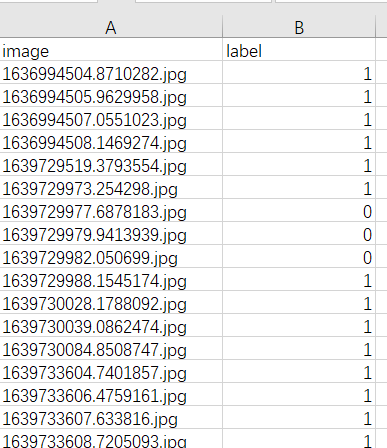 A B
image label
1636994504.8710282.jpg 1
1636994505.9629958.jpg 1
1636994507.0551023.jpg 1
1636994508.1469274.jpg 1
1639729519.3793554.jpg 1
1639729973.254298.jpg 1
1639729977.6878183.jpg 0
1639729979.9413939.jpg 0
1639729982.050699.jpg 0
1639729988.1545174.jpg 1
1639730028.1788092.jpg 1
1639730039.0862474.jpg 1
1639730084.8508747.jpg 1
1639733604.7401857.jpg 1
1639733606.4759161.jpg 1
1639733607.633816.jpg 1
1639733608.7205093.jpg 1